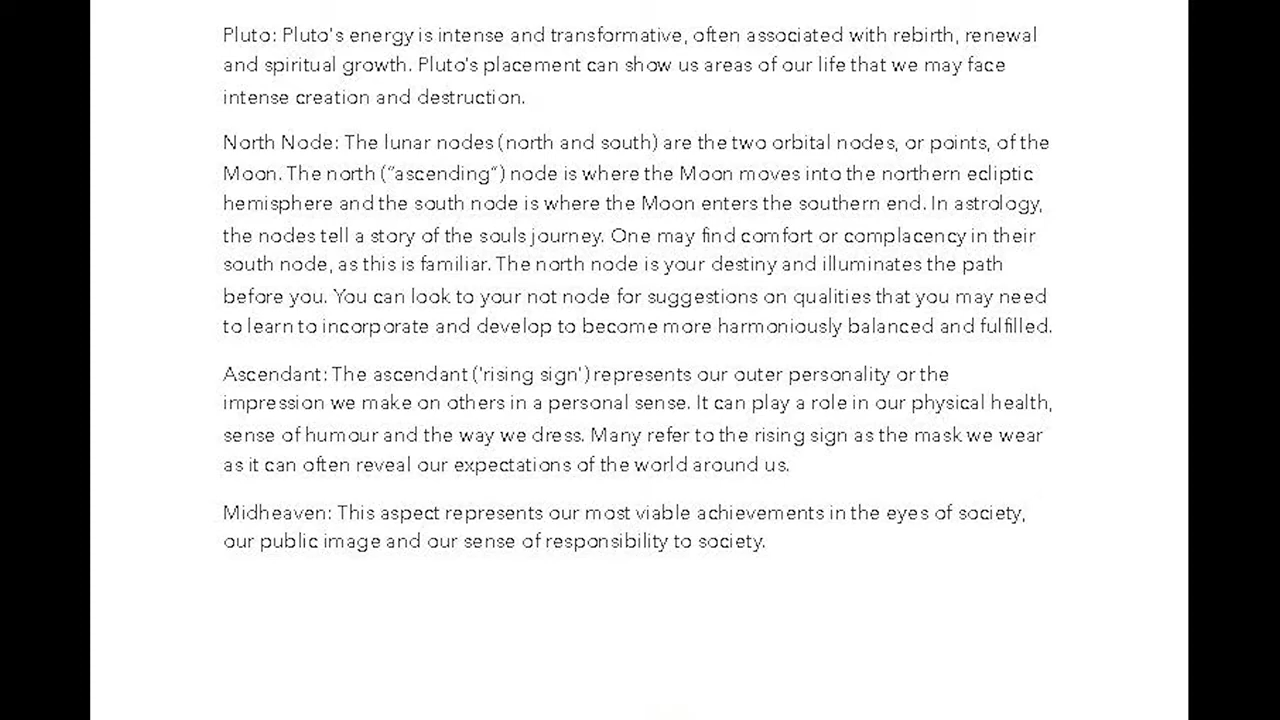 Pluto: Pluto's energy is intense and transformative, often associated with rebirth, renewal
and spiritual growth. Pluto's placement can show us areas of our life that we may face
intense creation and destruction.
North Node: The lunar nodes (north and south) are the two orbital nodes, or points, of the
Moon. The north ("ascending") node is where the Moon moves into the northern ecliptic
hemisphere and the south node is where the Moon enters the southern end. In astrology,
the nodes tell a story of the souls journey. One may find comfort or complacency in their
south node, as this is familiar. The north node is your destiny and illuminates the path
before you. You can look to your not node for suggestions on qualities that you may need
to learn to incorporate and develop to become more harmoniously balanced and fulfilled.
Ascendant: The ascendant ('rising sign') represents our outer personality or the
impression we make on others in a personal sense. It can play a role in our physical health,
sense of humour and the way we dress. Many refer to the rising sign as the mask we wear
as it can often reveal our expectations of the world around us.
Midheaven: This aspect represents our most viable achievements in the eyes of society,
our public image and our sense of responsibility to society.